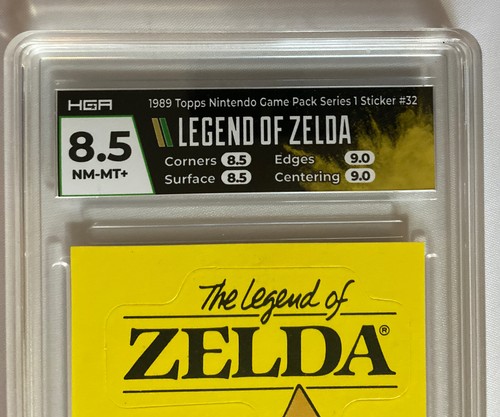 HGA 1989 Topps Nintendo Game Pack Series 1 Sticker #32
8.5 LEGEND OF ZELDA
NM-MT+ Corners 8.5 Edges 9.0
Surface 8.5 Centering 9.0
The Legend of
ZELDA®